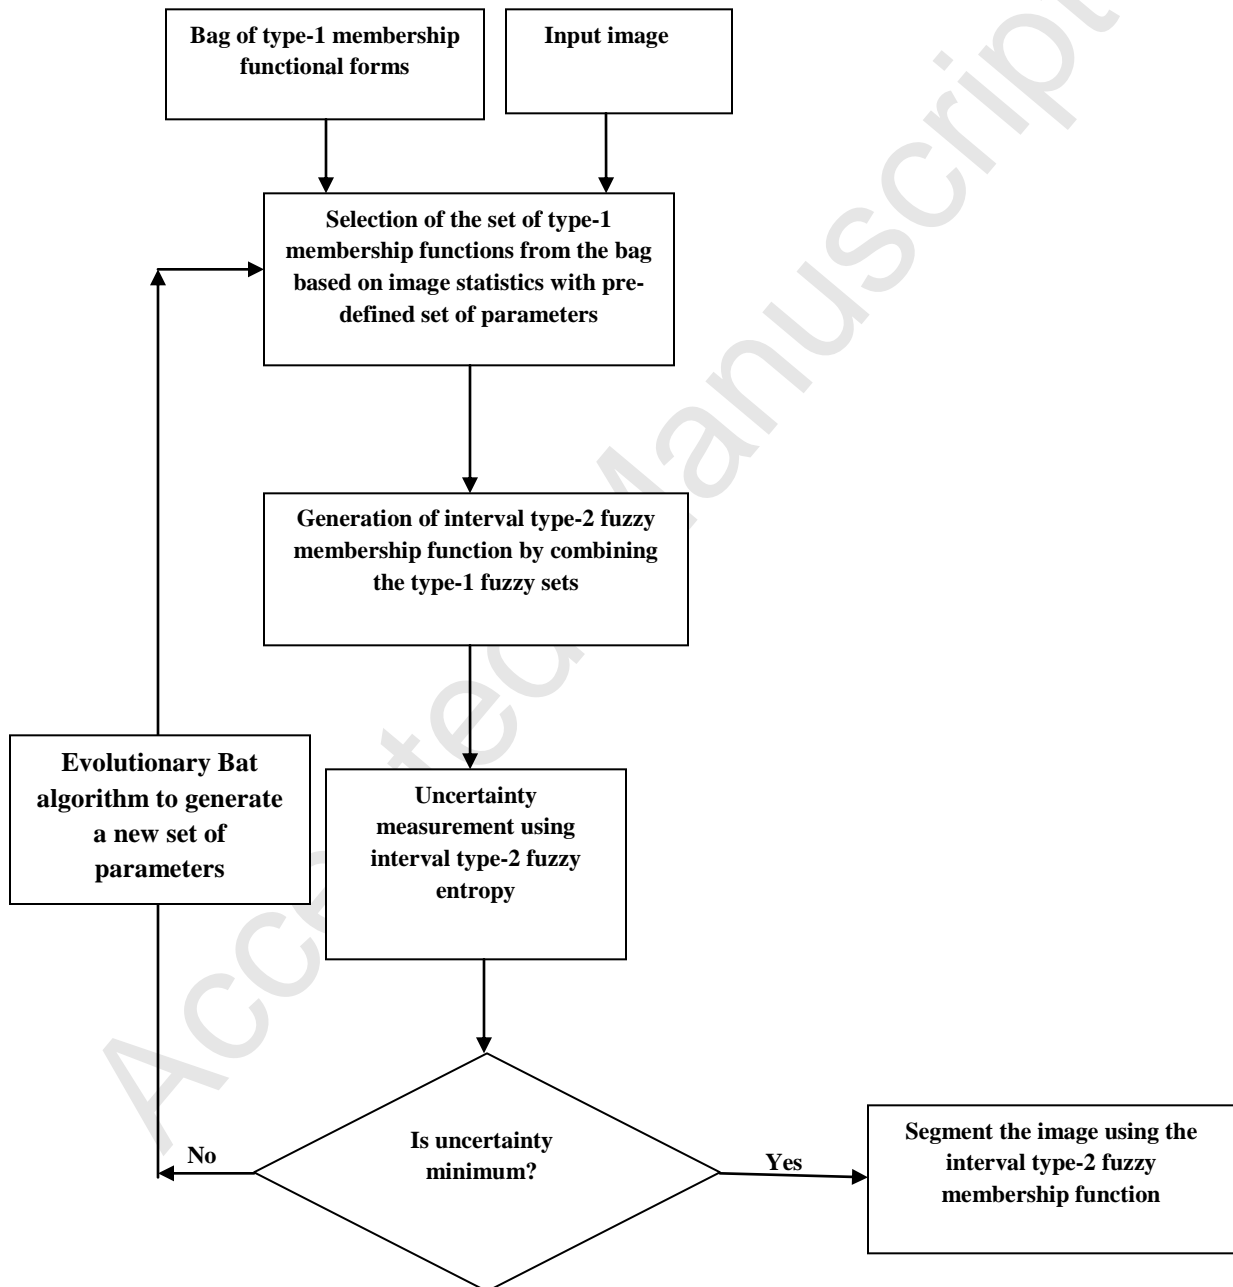 Bag of type-1 membership
functional forms
Input image
Selection of the set of type-1
membership functions from the bag
based on image statistics with pre-
defined set of parameters
Generation of interval type-2 fuzzy
membership function by combining
the type-1 fuzzy sets
Evolutionary Bat
algorithm to generate
a new set of
parameters
Uncertainty
measurement using
interval type-2 fuzzy
entropy
Is uncertainty
minimum?
No
Yes
Segment the image using the
interval type-2 fuzzy
membership function
Accepted Manuscript